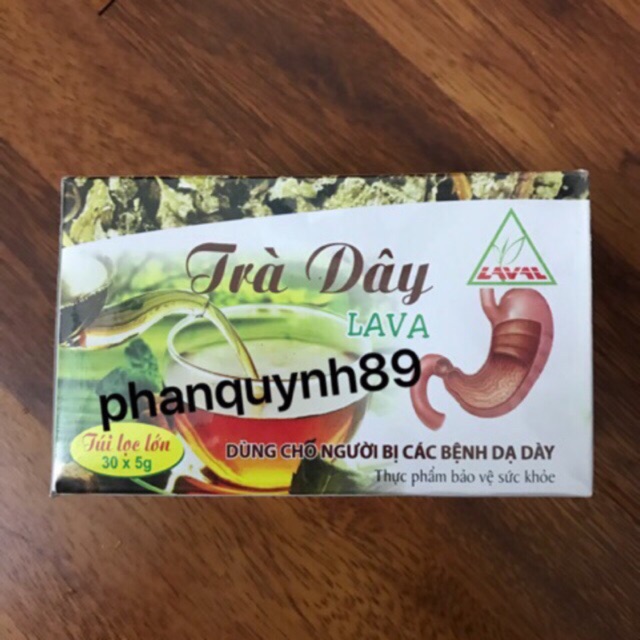 Trà Dây
LAVA
LAVAL
phanquynh89
Túi lọc lớn
30 x 5g
DÙNG CHO NGƯỜI BỊ CÁC BỆNH DẠ DÀY
Thực phẩm bảo vệ sức khỏe